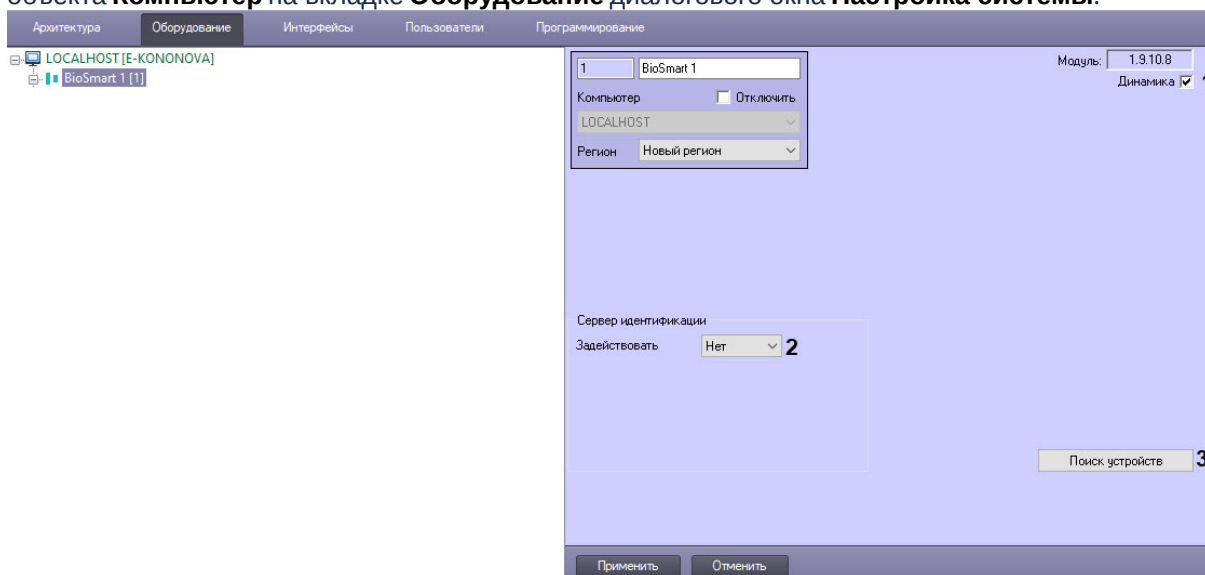 объекта Компьютер на вкладке Оборудование диалогового окна Настройка системы.
Архитектура Оборудование Интерфейсы Пользователи Программирование
LOCALHOST [E-KONONOVA]
BioSmart 1 [1]
1 BioSmart 1
Компьютер Отключить
LOCALHOST
Регион Новый регион
Модуль: 1.9.10.8
Динамика
Сервер идентификации
Задействовать Нет 2
Поиск устройств 3
Применить Отменить